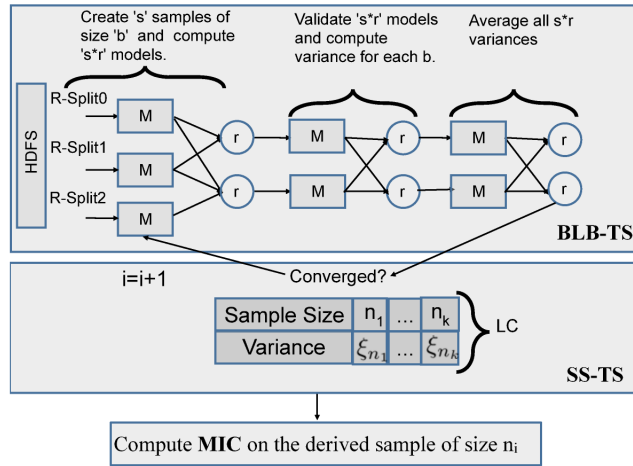 Create 's' samples of
size 'b' and compute
's*r' models.
Validate 's*r' models
and compute
variance for each b.
Average all s*r
variances
HDFS
R-Split0
R-Split1
R-Split2
M
M
M
r
r
M
M
r
r
M
M
r
r
BLB-TS
i=i+1
Converged?
Sample Size n₁ ... nₖ
Variance ξₙ₁ ... ξₙₖ
LC
SS-TS
Compute MIC on the derived sample of size nᵢ